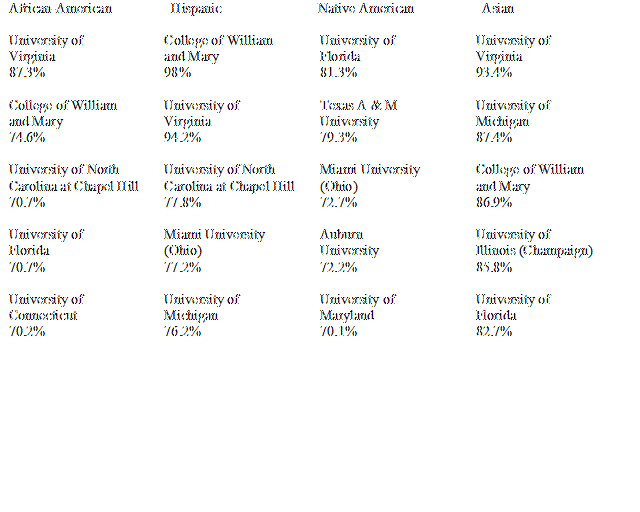 African-American Hispanic Native American Asian
University of College of William University of University of
Virginia and Mary Florida Virginia
87.3% 98% 81.3% 93.4%
College of William University of Texas A & M University of
and Mary Virginia University Michigan
74.6% 94.2% 79.3% 87.4%
University of North University of North Miami University College of William
Carolina at Chapel Hill Carolina at Chapel Hill (Ohio) and Mary
70.7% 77.8% 72.7% 86.9%
University of Miami University Auburn University of
Florida (Ohio) University Illinois (Champaign)
70.7% 77.2% 72.2% 85.8%
University of University of University of University of
Connecticut Michigan Maryland Florida
70.2% 76.2% 70.1% 82.7%